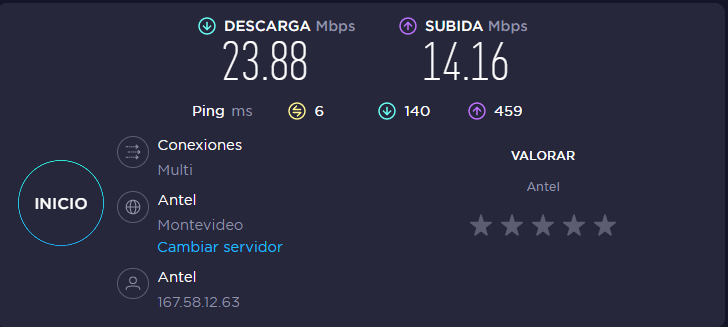 DESCARGA Mbps
SUBIDA Mbps
23.88
14.16
Ping ms 6 140 459
INICIO
Conexiones
Multi
Antel
Montevideo
Cambiar servidor
Antel
167.58.12.63
VALORAR
Antel